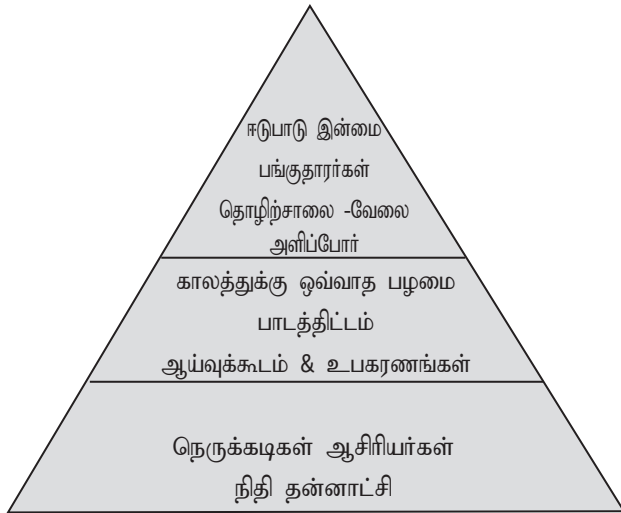 ஈடுபாடு இன்மை
பங்குதாரர்கள்
தொழிற்சாலை -வேலை
அளிப்போர்
காலத்துக்கு ஒவ்வாத பழமை
பாடத்திட்டம்
ஆய்வுக்கூடம் & உபகரணங்கள்
நெருக்கடிகள் ஆசிரியர்கள்
நிதி தன்னாட்சி